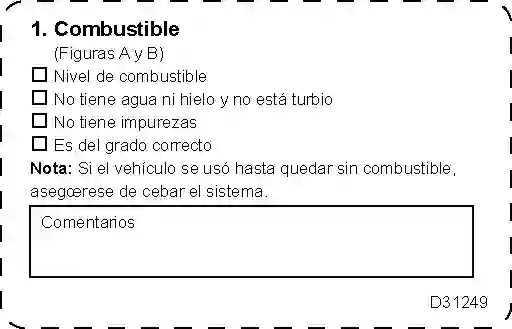 1. Combustible
(Figuras A y B)
Nivel de combustible
No tiene agua ni hielo y no está turbio
No tiene impurezas
Es del grado correcto
Nota: Si el vehículo se usó hasta quedar sin combustible,
asegœrese de cebar el sistema.
Comentarios
D31249